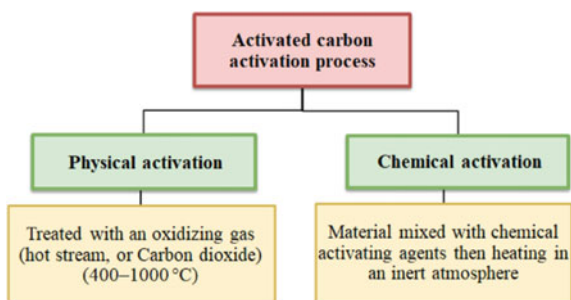 Activated carbon
activation process
Physical activation
Chemical activation
Treated with an oxidizing gas
(hot stream, or Carbon dioxide)
(400–1000 °C)
Material mixed with chemical
activating agents then heating in
an inert atmosphere